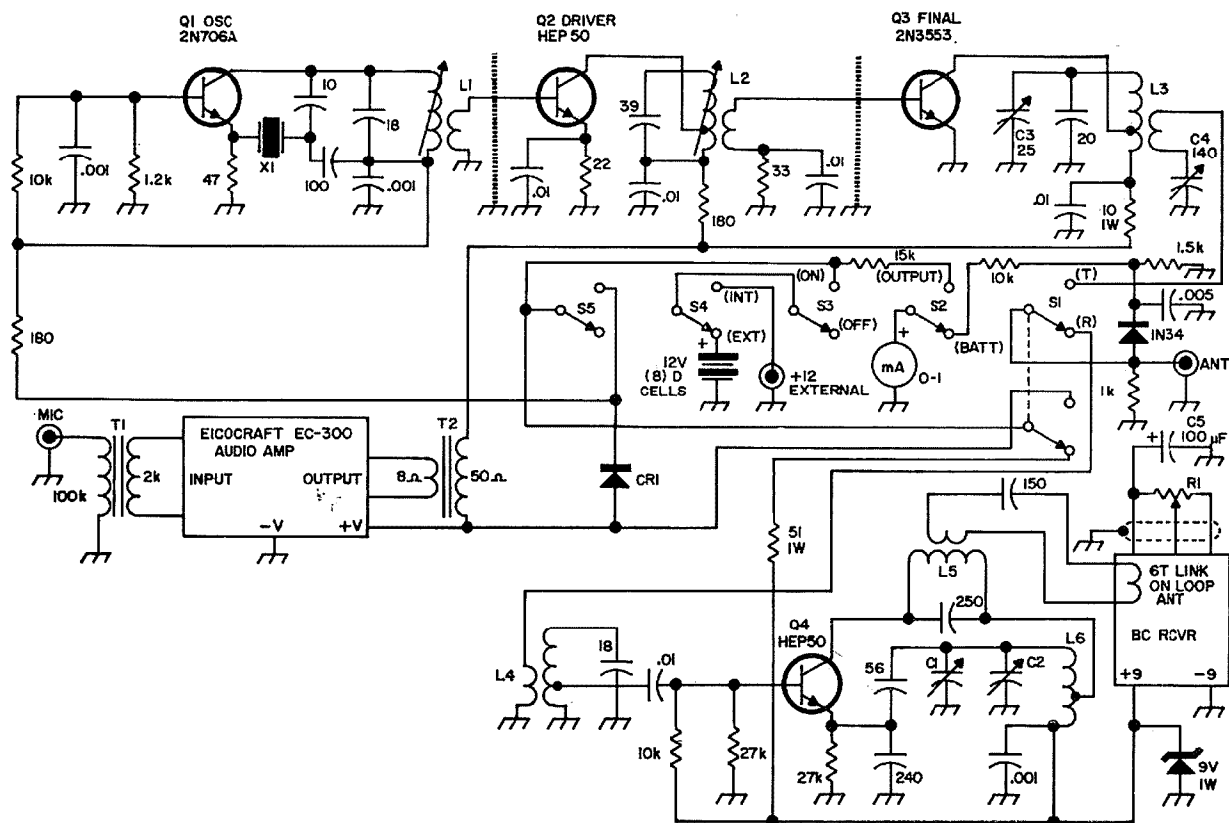 Q1 OSC
2N706A
Q2 DRIVER
HEP 50
Q3 FINAL
2N3553
10
18
L1
39
L2
C3
25
20
L3
C4
140
10k
.001
1.2k
47
X1
100
.001
.01
22
.01
180
33
.01
.01
10
1W
180
(ON)
15k
(OUTPUT)
10k
1.5k
(T)
S5
S4
(INT)
(EXT)
S3
(OFF)
S2
(BATT)
S1
(R)
.005
1N34
+
12V
(8) D
CELLS
+12
EXTERNAL
+
mA
0-1
1k
ANT
MIC
T1
100k
2k
EICOCRAFT EC-300
AUDIO AMP
INPUT
OUTPUT
-V
+V
T2
8Ω
50Ω
CR1
C5
+
100 µF
R1
150
51
1W
L5
250
6T LINK
ON LOOP
ANT
BC RCVR
+9
-9
L4
18
.01
Q4
HEP50
56
C1
C2
L6
10k
27k
27k
240
.001
9V
1W